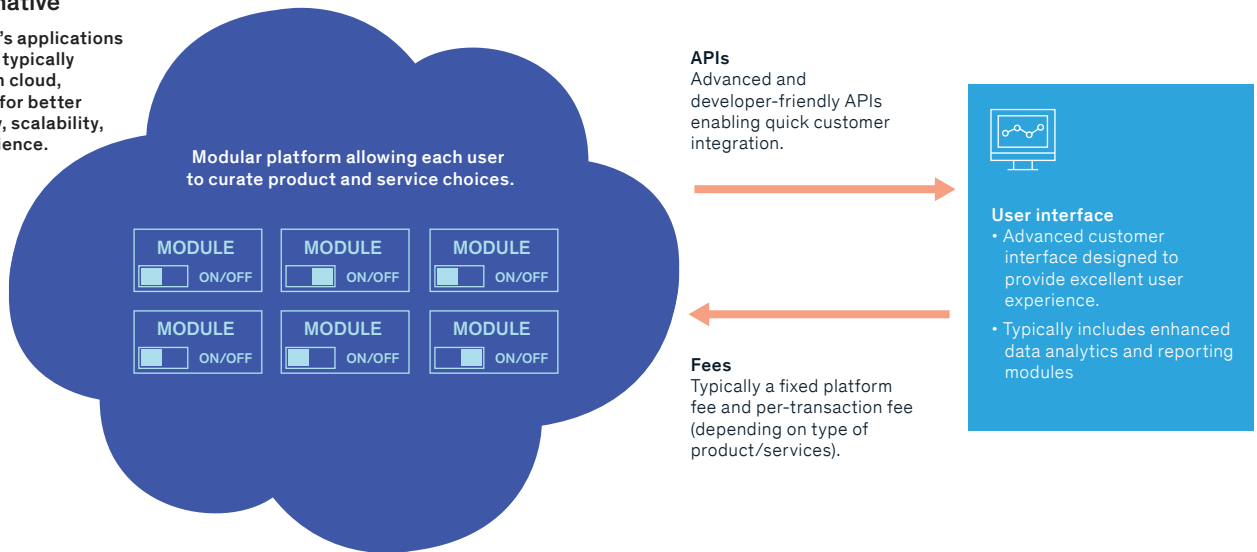 's applications
typically
cloud,
for better
scalability,
Modular platform allowing each user
to curate product and service choices.
MODULE
ON/OFF
MODULE
ON/OFF
MODULE
ON/OFF
MODULE
ON/OFF
MODULE
ON/OFF
MODULE
ON/OFF
APIs
Advanced and
developer-friendly APIs
enabling quick customer
integration.
Fees
Typically a fixed platform
fee and per-transaction fee
(depending on type of
product/services).
User interface
• Advanced customer
interface designed to
provide excellent user
experience.
• Typically includes enhanced
data analytics and reporting
modules